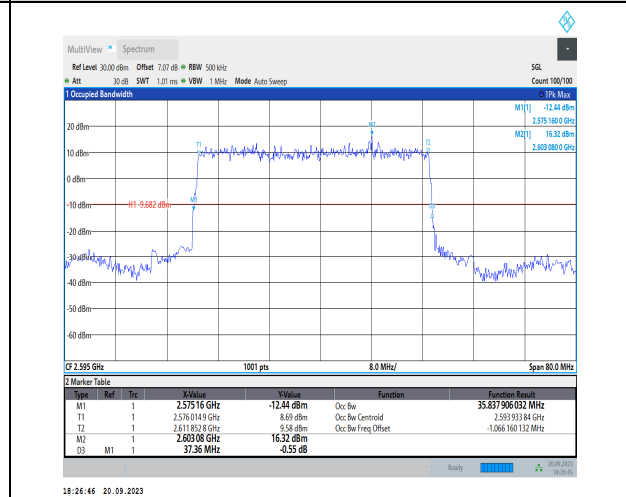 MultiView Spectrum
Ref Level 30.00 dBm Offset 7.07 dB RBW 500 kHz SGL
Att 30 dB SWT 1.01 ms VBW 1 MHz Mode Auto Sweep Count 100/100
1 Occupied Bandwidth 1Pk Max
M1[1] -12.44 dBm
2.575 160 0 GHz
M2[1] 16.32 dBm
2.603 080 0 GHz
20 dBm
M2
T1
T2
10 dBm
0 dBm
M1
-10 dBm
H1 -9.682 dBm
D3
-20 dBm
-30 dBm
-40 dBm
-50 dBm
-60 dBm
CF 2.595 GHz 1001 pts 8.0 MHz/ Span 80.0 MHz
2 Marker Table
Type Ref Trc X-Value Y-Value Function Function Result
M1 1 2.57516 GHz -12.44 dBm Occ Bw 35.837 906 032 MHz
T1 1 2.576 014 9 GHz 8.69 dBm Occ Bw Centroid 2.593 933 84 GHz
T2 1 2.611 852 8 GHz 9.58 dBm Occ Bw Freq Offset -1.066 160 132 MHz
M2 1 2.60308 GHz 16.32 dBm
D3 M1 1 37.36 MHz -0.55 dB
Ready 20.09.2023
18:26:45
18:26:46 20.09.2023